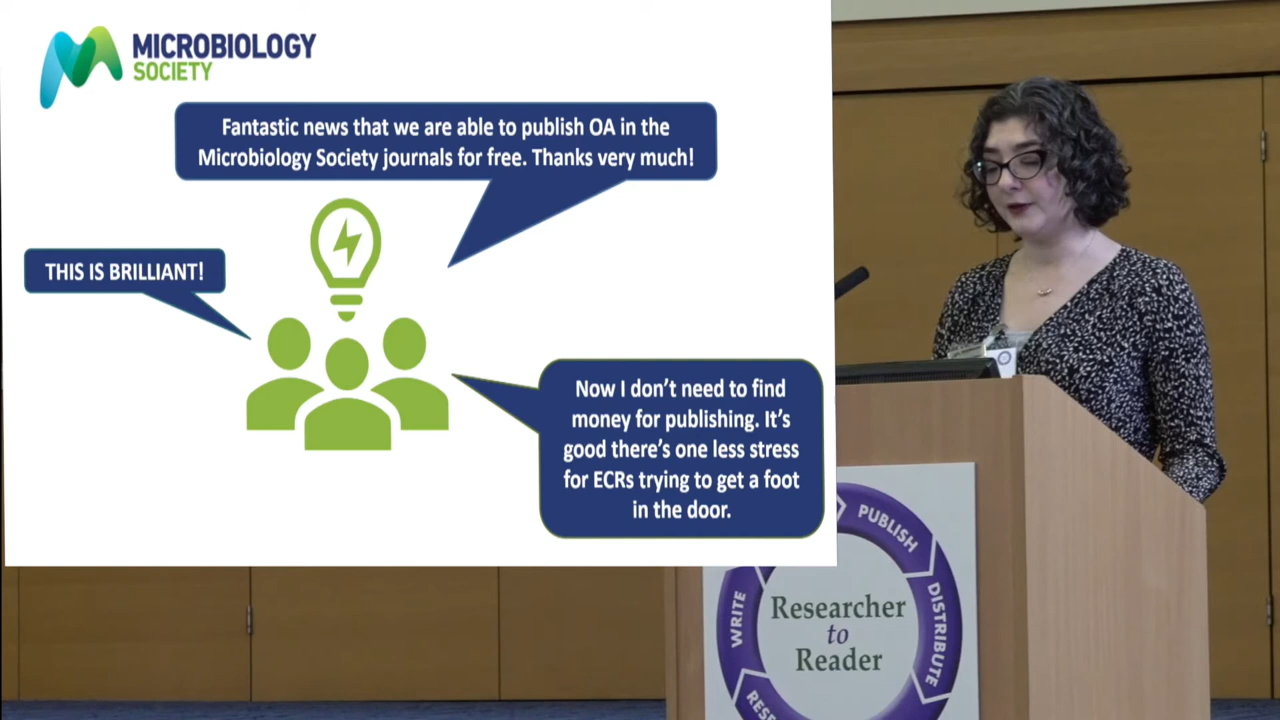 MICROBIOLOGY
SOCIETY
Fantastic news that we are able to publish OA in the
Microbiology Society journals for free. Thanks very much!
THIS IS BRILLIANT!
Now I don't need to find
money for publishing. It's
good there's one less stress
for ECRs trying to get a foot
in the door.
PUBLISH
DISTRIBUTE
WRITE
Researcher
to
Reader